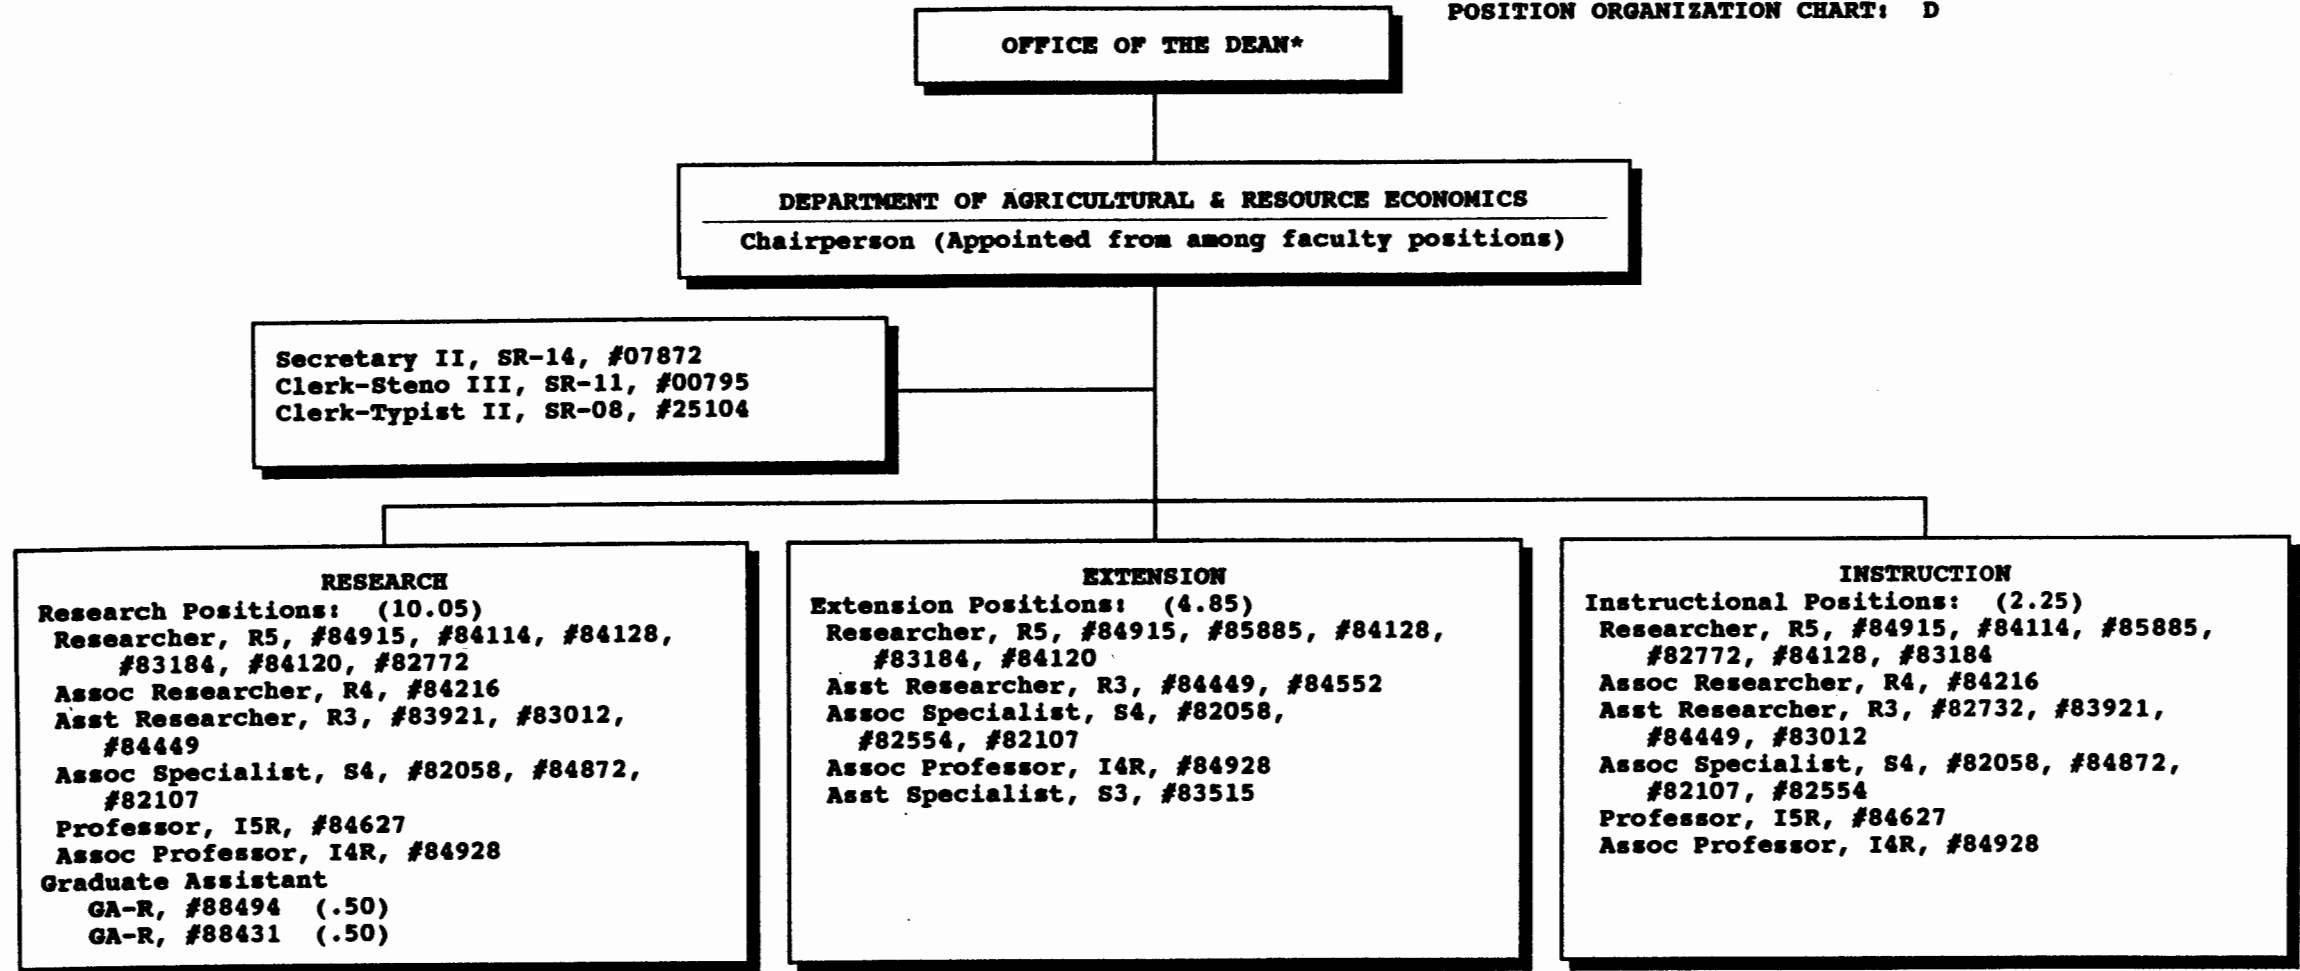 POSITION ORGANIZATION CHART: D
OFFICE OF THE DEAN*
DEPARTMENT OF AGRICULTURAL & RESOURCE ECONOMICS
Chairperson (Appointed from among faculty positions)
Secretary II, SR-14, #07872
Clerk-Steno III, SR-11, #00795
Clerk-Typist II, SR-08, #25104
RESEARCH
Research Positions: (10.05)
Researcher, R5, #84915, #84114, #84128,
#83184, #84120, #82772
Assoc Researcher, R4, #84216
Asst Researcher, R3, #83921, #83012,
#84449
Assoc Specialist, S4, #82058, #84872,
#82107
Professor, I5R, #84627
Assoc Professor, I4R, #84928
Graduate Assistant
GA-R, #88494 (.50)
GA-R, #88431 (.50)
EXTENSION
Extension Positions: (4.85)
Researcher, R5, #84915, #85885, #84128,
#83184, #84120
Asst Researcher, R3, #84449, #84552
Assoc Specialist, S4, #82058,
#82554, #82107
Assoc Professor, I4R, #84928
Asst Specialist, S3, #83515
INSTRUCTION
Instructional Positions: (2.25)
Researcher, R5, #84915, #84114, #85885,
#82772, #84128, #83184
Assoc Researcher, R4, #84216
Asst Researcher, R3, #82732, #83921,
#84449, #83012
Assoc Specialist, S4, #82058, #84872,
#82107, #82554
Professor, I5R, #84627
Assoc Professor, I4R, #84928